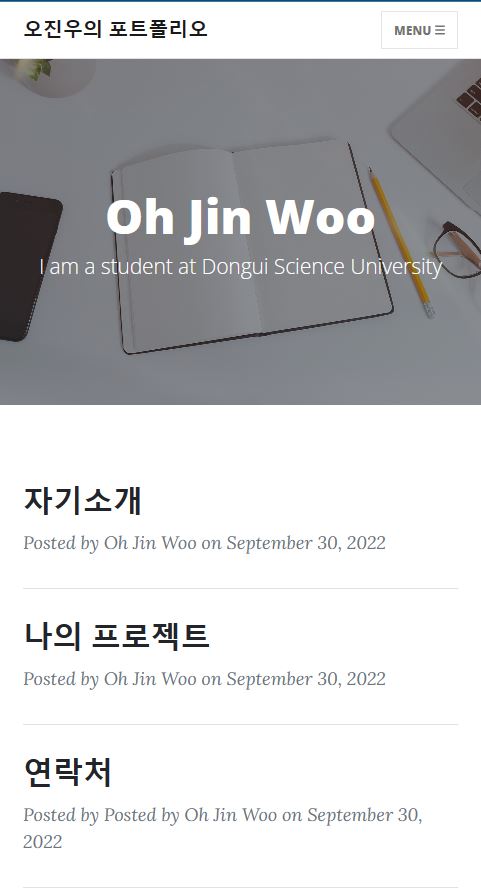 오진우의 포트폴리오
MENU ☰
Oh Jin Woo
I am a student at Dongui Science University
자기소개
Posted by Oh Jin Woo on September 30, 2022
나의 프로젝트
Posted by Oh Jin Woo on September 30, 2022
연락처
Posted by Posted by Oh Jin Woo on September 30,
2022